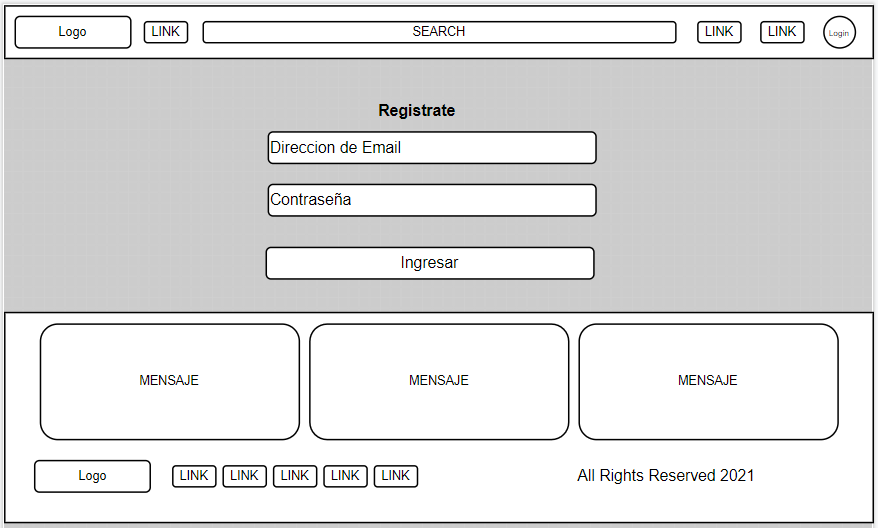 Logo
LINK
SEARCH
LINK
LINK
Login
Registrate
Direccion de Email
Contraseña
Ingresar
MENSAJE
MENSAJE
MENSAJE
Logo
LINK
LINK
LINK
LINK
LINK
All Rights Reserved 2021